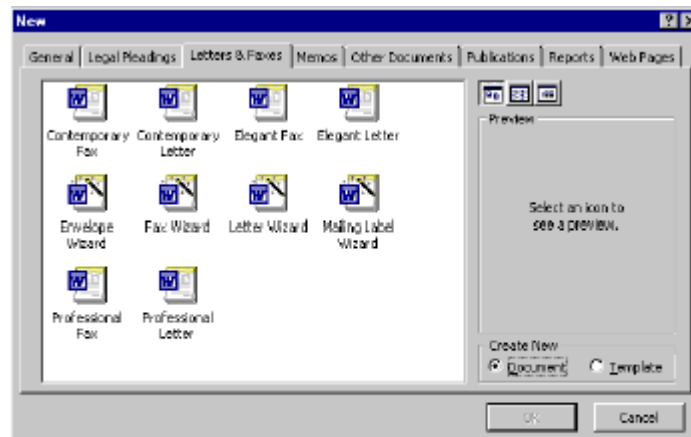 New
General Legal Pleadings Letters & Faxes Memos Other Documents Publications Reports Web Pages
Contemporary Fax
Contemporary Letter
Elegant Fax
Elegant Letter
Envelope Wizard
Fax Wizard
Letter Wizard
Mailing Label Wizard
Professional Fax
Professional Letter
Preview
Select an icon to
see a preview.
Create New
Document Template
OK Cancel